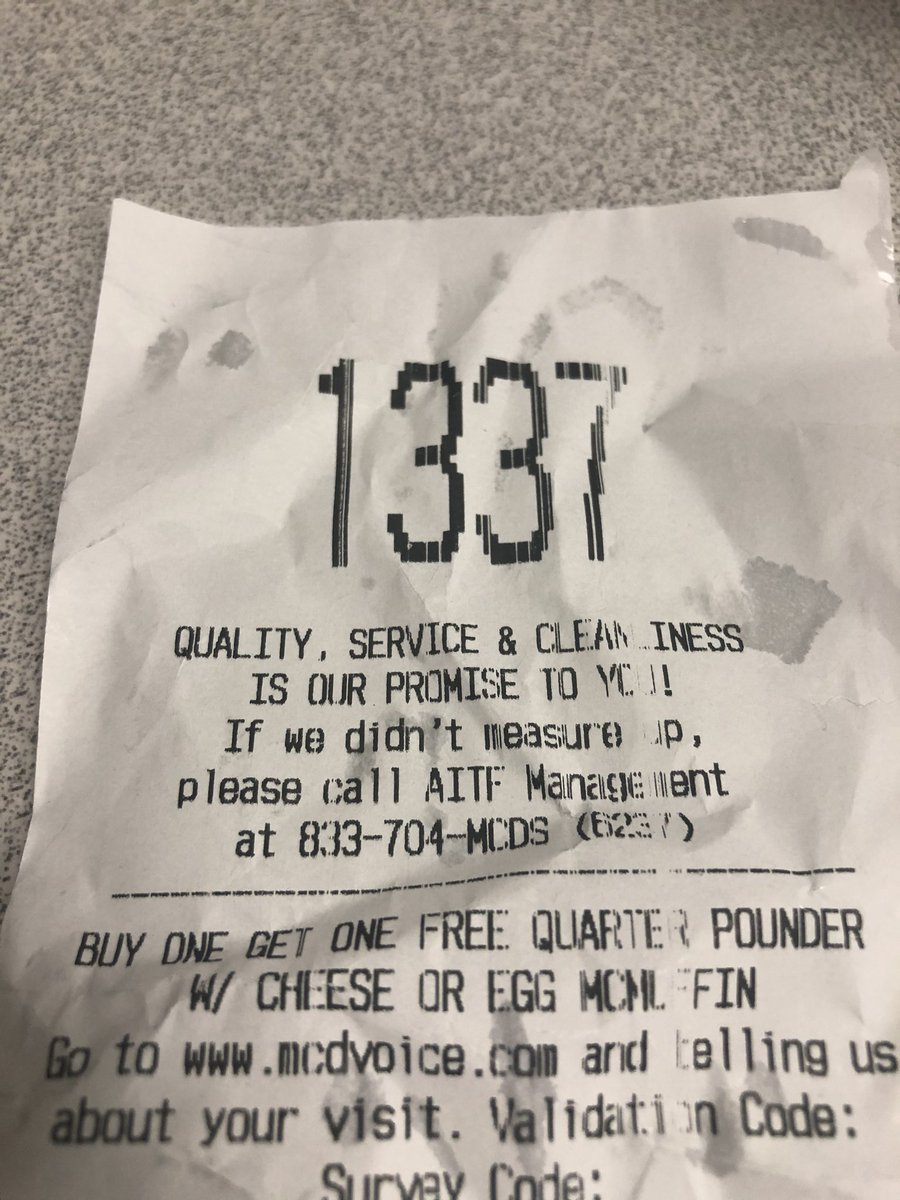 1337
QUALITY, SERVICE & CLEANLINESS
IS OUR PROMISE TO YOU!
If we didn't measure up,
please call AITF Management
at 833-704-MCDS (6237)
BUY ONE GET ONE FREE QUARTER POUNDER
W/ CHEESE OR EGG MCMUFFIN
Go to www.mcdvoice.com and telling us
about your visit. Validation Code:
Survey Code: